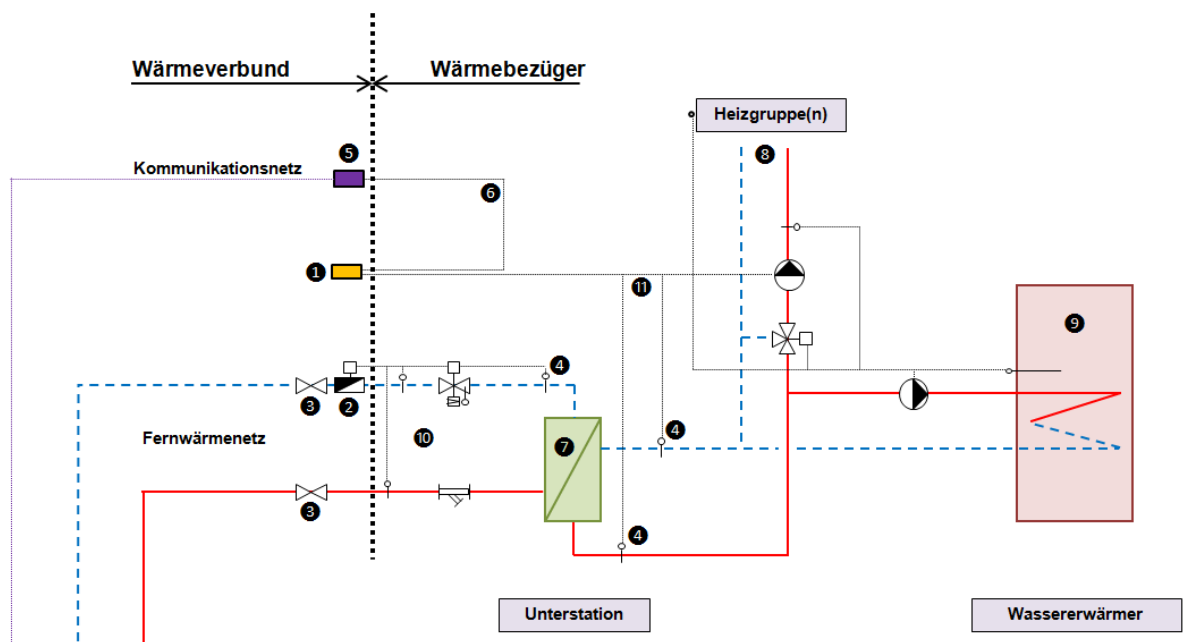 Wärmeverbund
Wärmebezüger
Heizgruppe(n)
5
8
Kommunikationsnetz
6
1
11
9
4
3
2
Fernwärmenetz
10
7
4
3
4
Unterstation
Wassererwärmer